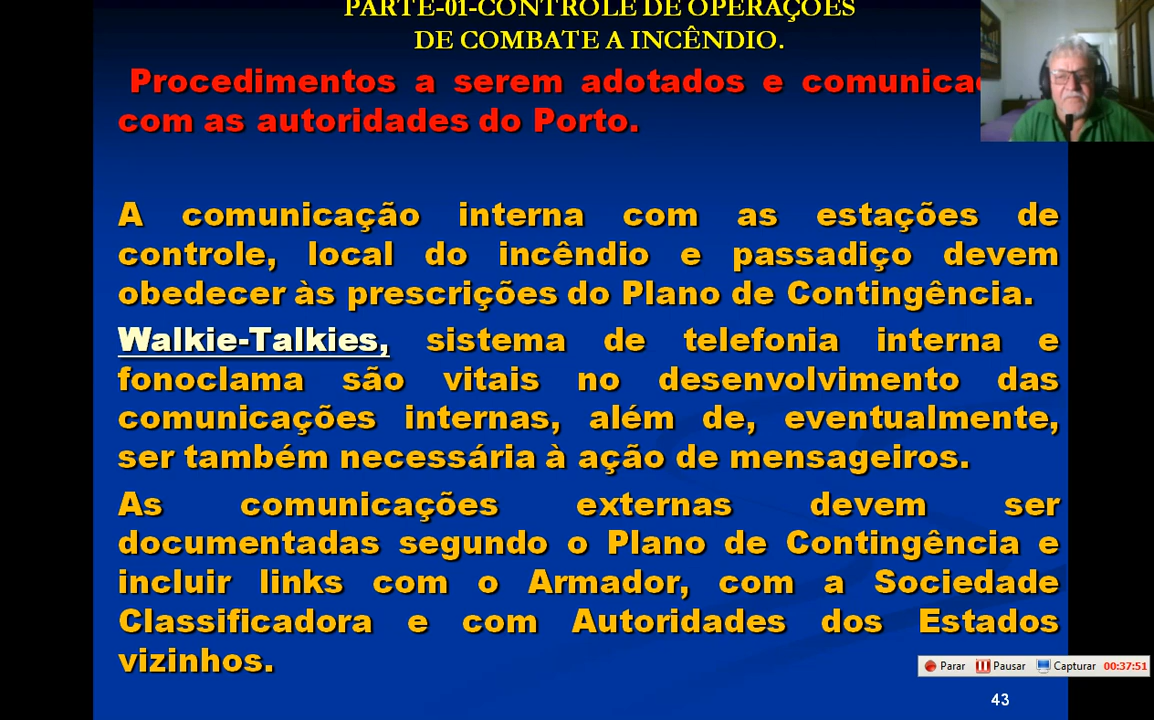 PARTE-01-CONTROLE DE OPERAÇÕES
DE COMBATE A INCÊNDIO.
Procedimentos a serem adotados e
com as autoridades do Porto.
A comunicação interna com as estações de
controle, local do incêndio e passadiço devem
obedecer às prescrições do Plano de Contingência.
Walkie-Talkies, sistema de telefonia interna e
fonoclama são vitais no desenvolvimento das
comunicações internas, além de, eventualmente,
ser também necessária à ação de mensageiros.
As comunicações externas devem ser
documentadas segundo o Plano de Contingência e
incluir links com o Armador, com a Sociedade
Classificadora e com Autoridades dos Estados
vizinhos.
Parar Pausar Capturar 00:37:51
43